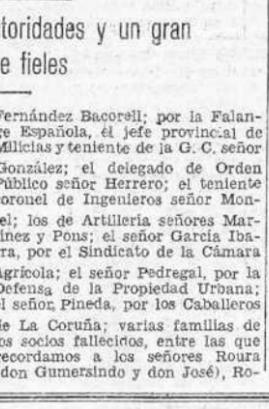 toridades y un gran
e fieles
Fernández Bacorell; por la Falan-
ge Española, él jefe provincial de
Milicias y teniente de la G. C. señor
González; el delegado de Orden
Público señor Herrero; el teniente
coronel de Ingenieros señor Mon-
el; los de Artillería señores Mar-
tínez y Pons; el señor García Iba-
rra, por el Sindicato de la Cámara
Agrícola; el señor Pedregal, por la
Defensa de la Propiedad Urbana;
el señor Pineda, por los Caballeros
de La Coruña; varias familias de
los socios fallecidos, entre las que
recordamos a los señores Roura
(don Gumersindo y don José), Ro-